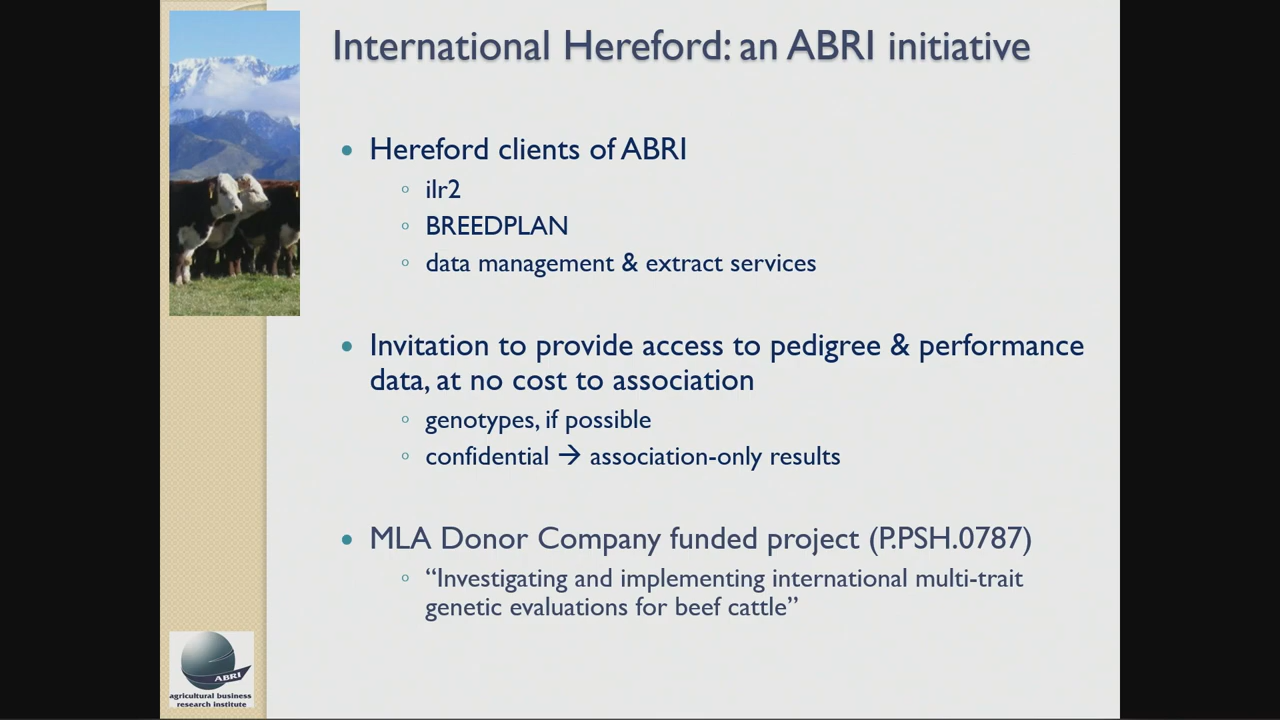 International Hereford: an ABRI initiative
• Hereford clients of ABRI
◦ ilr2
◦ BREEDPLAN
◦ data management & extract services
• Invitation to provide access to pedigree & performance
data, at no cost to association
◦ genotypes, if possible
◦ confidential → association-only results
• MLA Donor Company funded project (P.PSH.0787)
◦ “Investigating and implementing international multi-trait
genetic evaluations for beef cattle”
ABRI
agricultural business
research institute